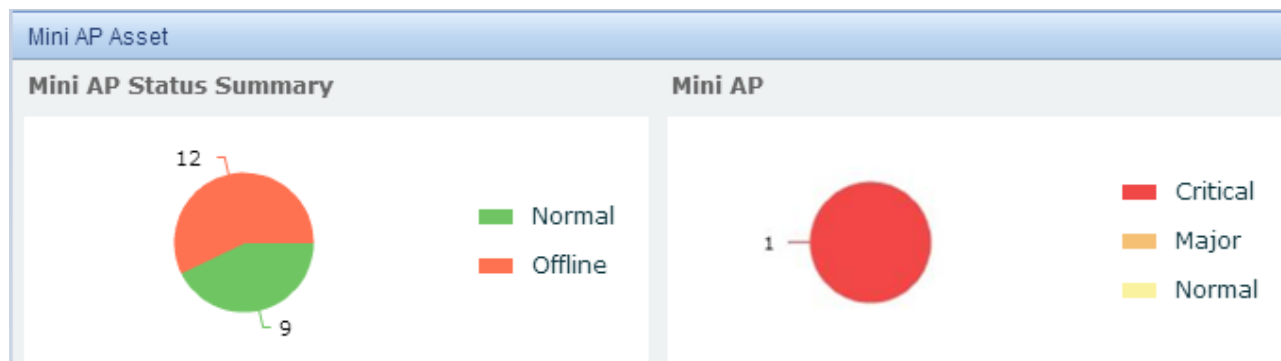 Mini AP Asset
Mini AP Status Summary
12
9
Normal
Offline
Mini AP
1
Critical
Major
Normal